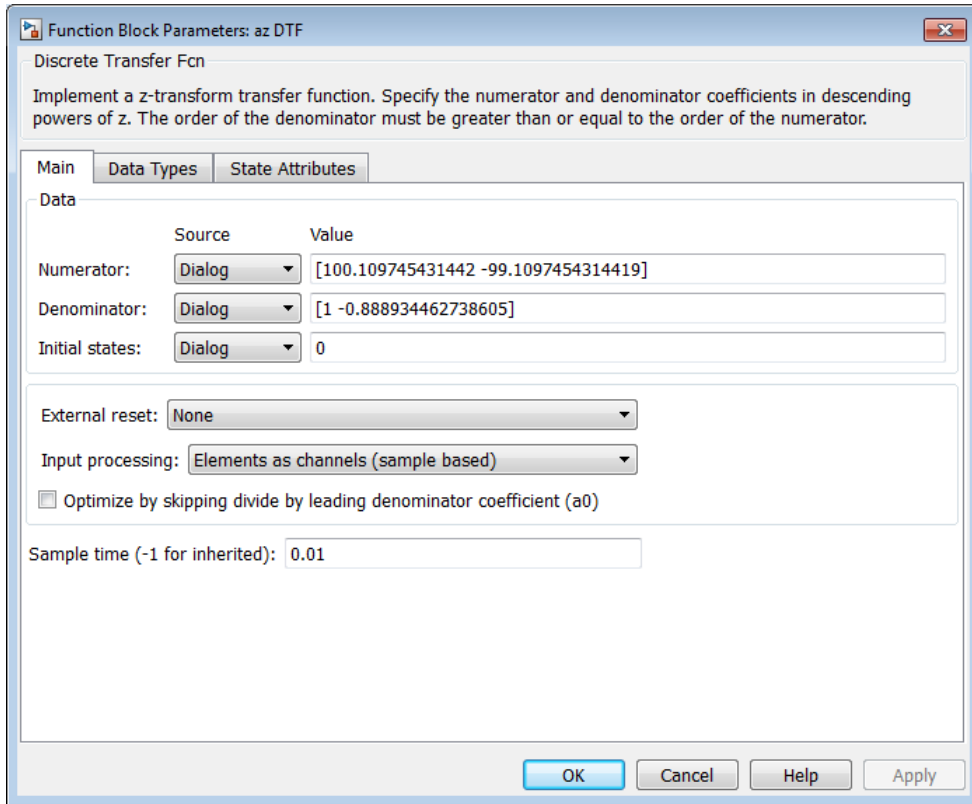 Function Block Parameters: az DTF
Discrete Transfer Fcn
Implement a z-transform transfer function. Specify the numerator and denominator coefficients in descending
powers of z. The order of the denominator must be greater than or equal to the order of the numerator.
Main Data Types State Attributes
Data
Source Value
Numerator: Dialog [100.109745431442 -99.1097454314419]
Denominator: Dialog [1 -0.888934462738605]
Initial states: Dialog 0
External reset: None
Input processing: Elements as channels (sample based)
Optimize by skipping divide by leading denominator coefficient (a0)
Sample time (-1 for inherited): 0.01
OK Cancel Help Apply